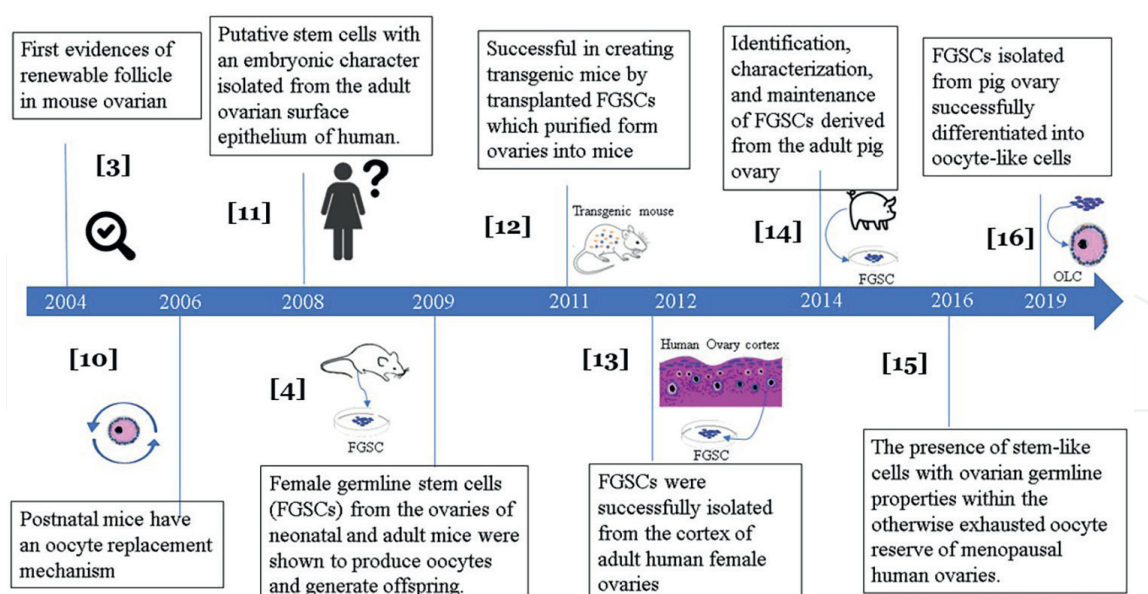 First evidences of
renewable follicle
in mouse ovarian
[3]
Putative stem cells with
an embryonic character
isolated from the adult
ovarian surface
epithelium of human.
[11]
?
Successful in creating
transgenic mice by
transplanted FGSCs
which purified form
ovaries into mice
[12]
Transgenic mouse
Identification,
characterization,
and maintenance
of FGSCs derived
from the adult pig
ovary
[14]
FGSC
FGSCs isolated
from pig ovary
successfully
differentiated into
oocyte-like cells
[16]
OLC
2004 2006 2008 2009 2011 2012 2014 2016 2019
[10]
Postnatal mice have
an oocyte replacement
mechanism
[4]
FGSC
Female germline stem cells
(FGSCs) from the ovaries of
neonatal and adult mice were
shown to produce oocytes
and generate offspring.
[13]
Human Ovary cortex
FGSC
FGSCs were
successfully isolated
from the cortex of
adult human female
ovaries
[15]
The presence of stem-like
cells with ovarian germline
properties within the
otherwise exhausted oocyte
reserve of menopausal
human ovaries.